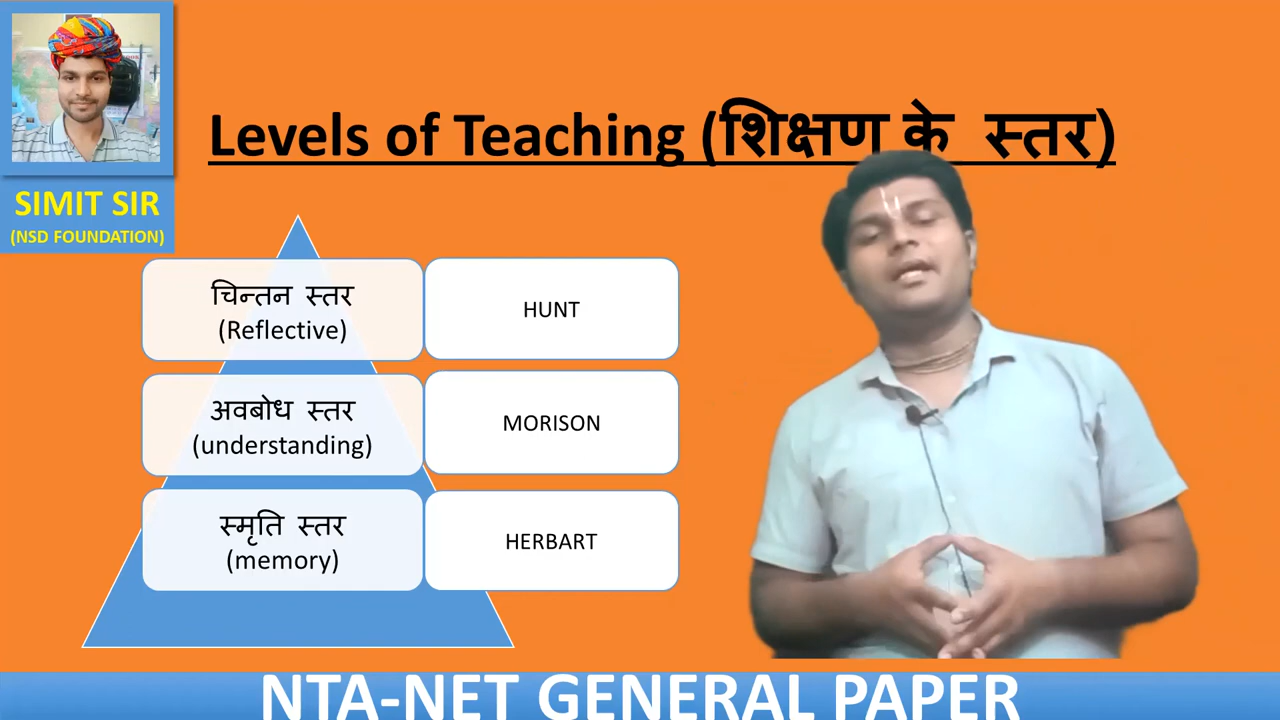 Levels of Teaching (शिक्षण के स्तर)
SIMIT SIR
(NSD FOUNDATION)
चिन्तन स्तर
(Reflective)
HUNT
अवबोध स्तर
(understanding)
MORISON
स्मृति स्तर
(memory)
HERBART
NTA-NET GENERAL PAPER